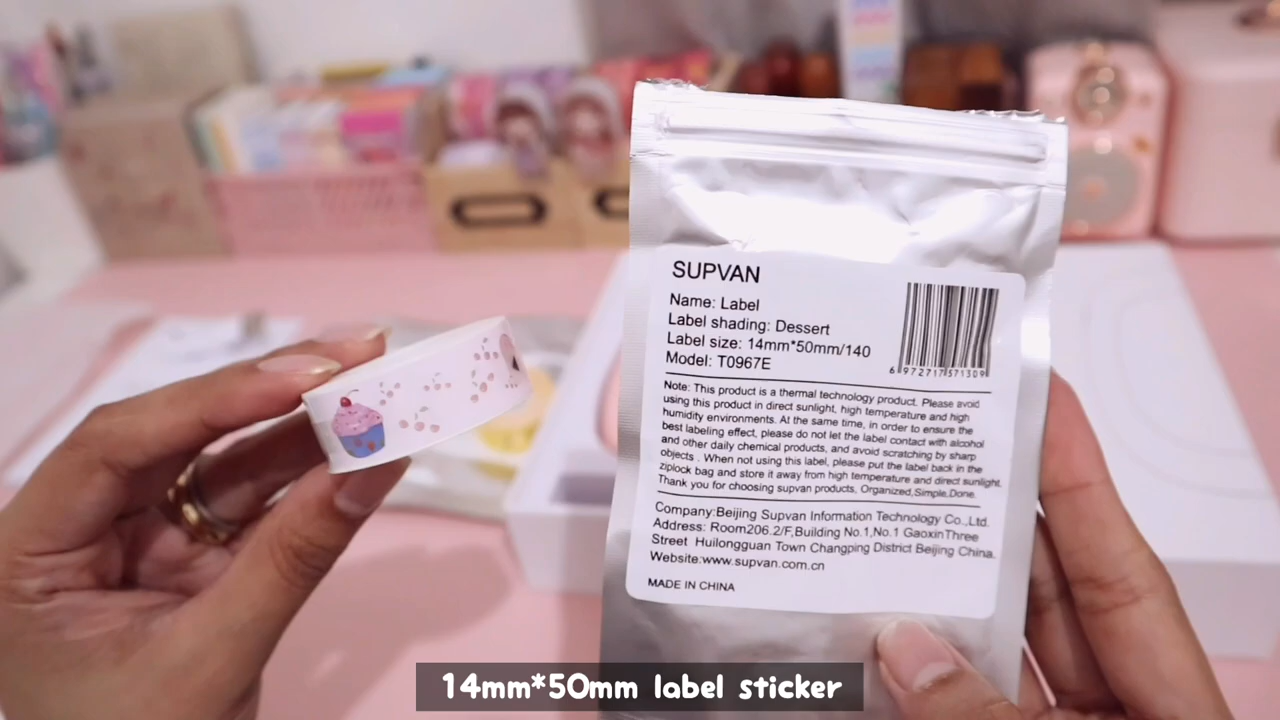 SUPVAN
Name: Label
Label shading: Dessert
Label size: 14mm*50mm/140
Model: T0967E
6 972717 571309
Note: This product is a thermal technology product. Please avoid
using this product in direct sunlight, high temperature and high
humidity environments. At the same time, in order to ensure the
best labeling effect, please do not let the label contact with alcohol
and other daily chemical products, and avoid scratching by sharp
objects . When not using this label, please put the label back in the
ziplock bag and store it away from high temperature and direct sunlight.
Thank you for choosing supvan products, Organized,Simple,Done.
Company:Beijing Supvan Information Technology Co.,Ltd.
Address: Room206.2/F,Building No.1,No.1 GaoxinThree
Street Huilongguan Town Changping District Beijing China.
Website:www.supvan.com.cn
MADE IN CHINA
14mm*50mm label sticker